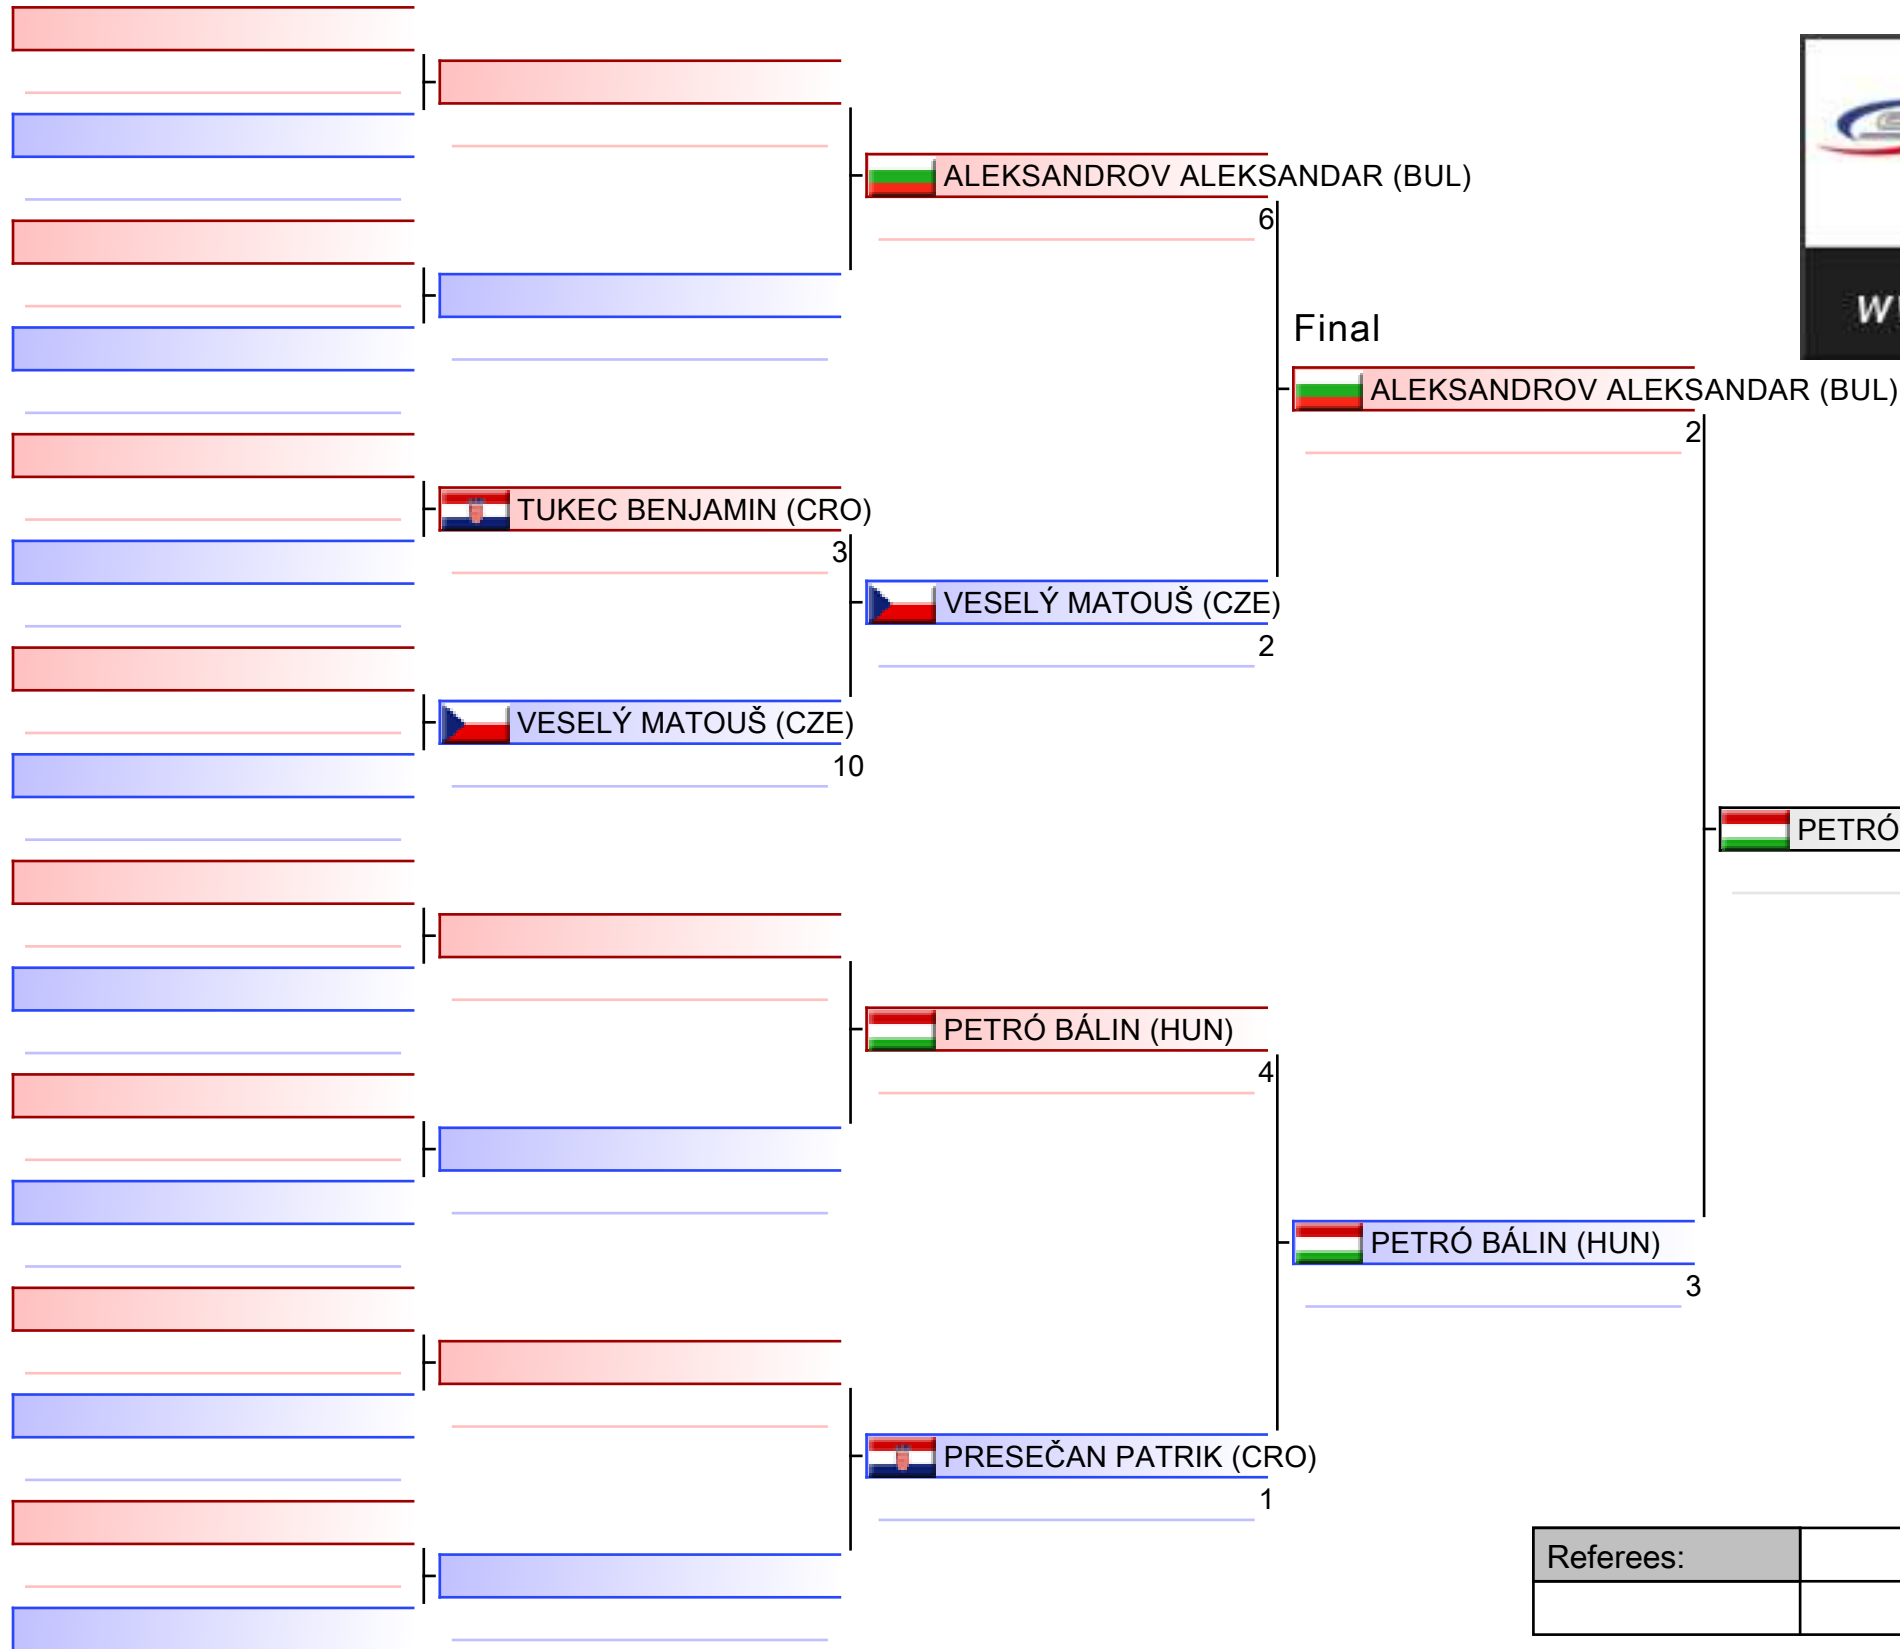 ALEKSANDROV ALEKSANDAR (BUL)
6
Final
ALEKSANDROV ALEKSANDAR (BUL)
2
TUKEC BENJAMIN (CRO)
3
VESELÝ MATOUŠ (CZE)
2
VESELÝ MATOUŠ (CZE)
10
PETRÓ
PETRÓ BÁLIN (HUN)
4
PETRÓ BÁLIN (HUN)
3
PRESEČAN PATRIK (CRO)
1
Referees: